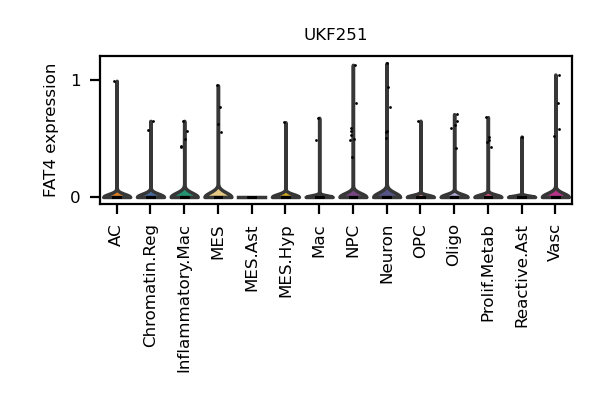 UKF251
FAT4 expression
1
0
AC
Chromatin.Reg
Inflammatory.Mac
MES
MES.Ast
MES.Hyp
Mac
NPC
Neuron
OPC
Oligo
Prolif.Metab
Reactive.Ast
Vasc